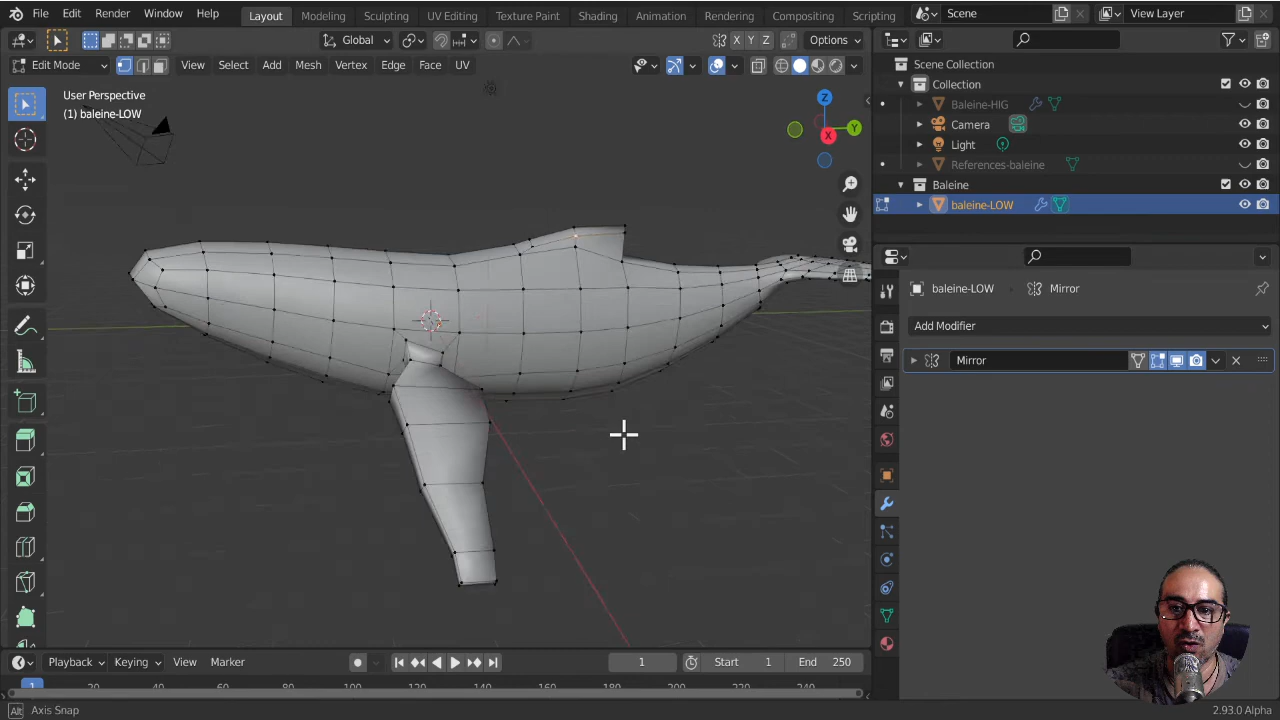 File Edit Render Window Help Layout Modeling Sculpting UV Editing Texture Paint Shading Animation Rendering Compositing Scripting Scene View Layer
Global X Y Z Options
Edit Mode View Select Add Mesh Vertex Edge Face UV
Scene Collection
Collection
Baleine-HIG
Camera
Light
References-baleine
Baleine
baleine-LOW
User Perspective
(1) baleine-LOW
Z
Y
X
baleine-LOW Mirror
Add Modifier
Mirror
Playback Keying View Marker 1 Start 1 End 250
1 20 80 100 120 140 160 180 200 220 240
Alt Axis Snap 2.93.0 Alpha